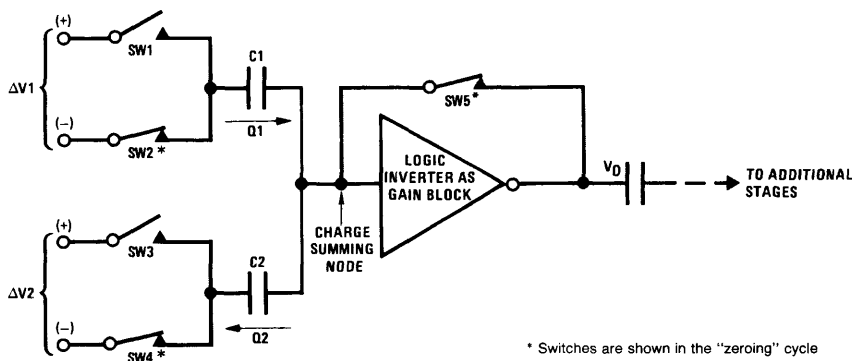 (+)
SW1
ΔV1
C1
Q1
(−)
SW2 *
SW5*
LOGIC
INVERTER AS
GAIN BLOCK
VD
TO ADDITIONAL
STAGES
CHARGE
SUMMING
NODE
(+)
SW3
ΔV2
C2
Q2
(−)
SW4 *
* Switches are shown in the "zeroing" cycle